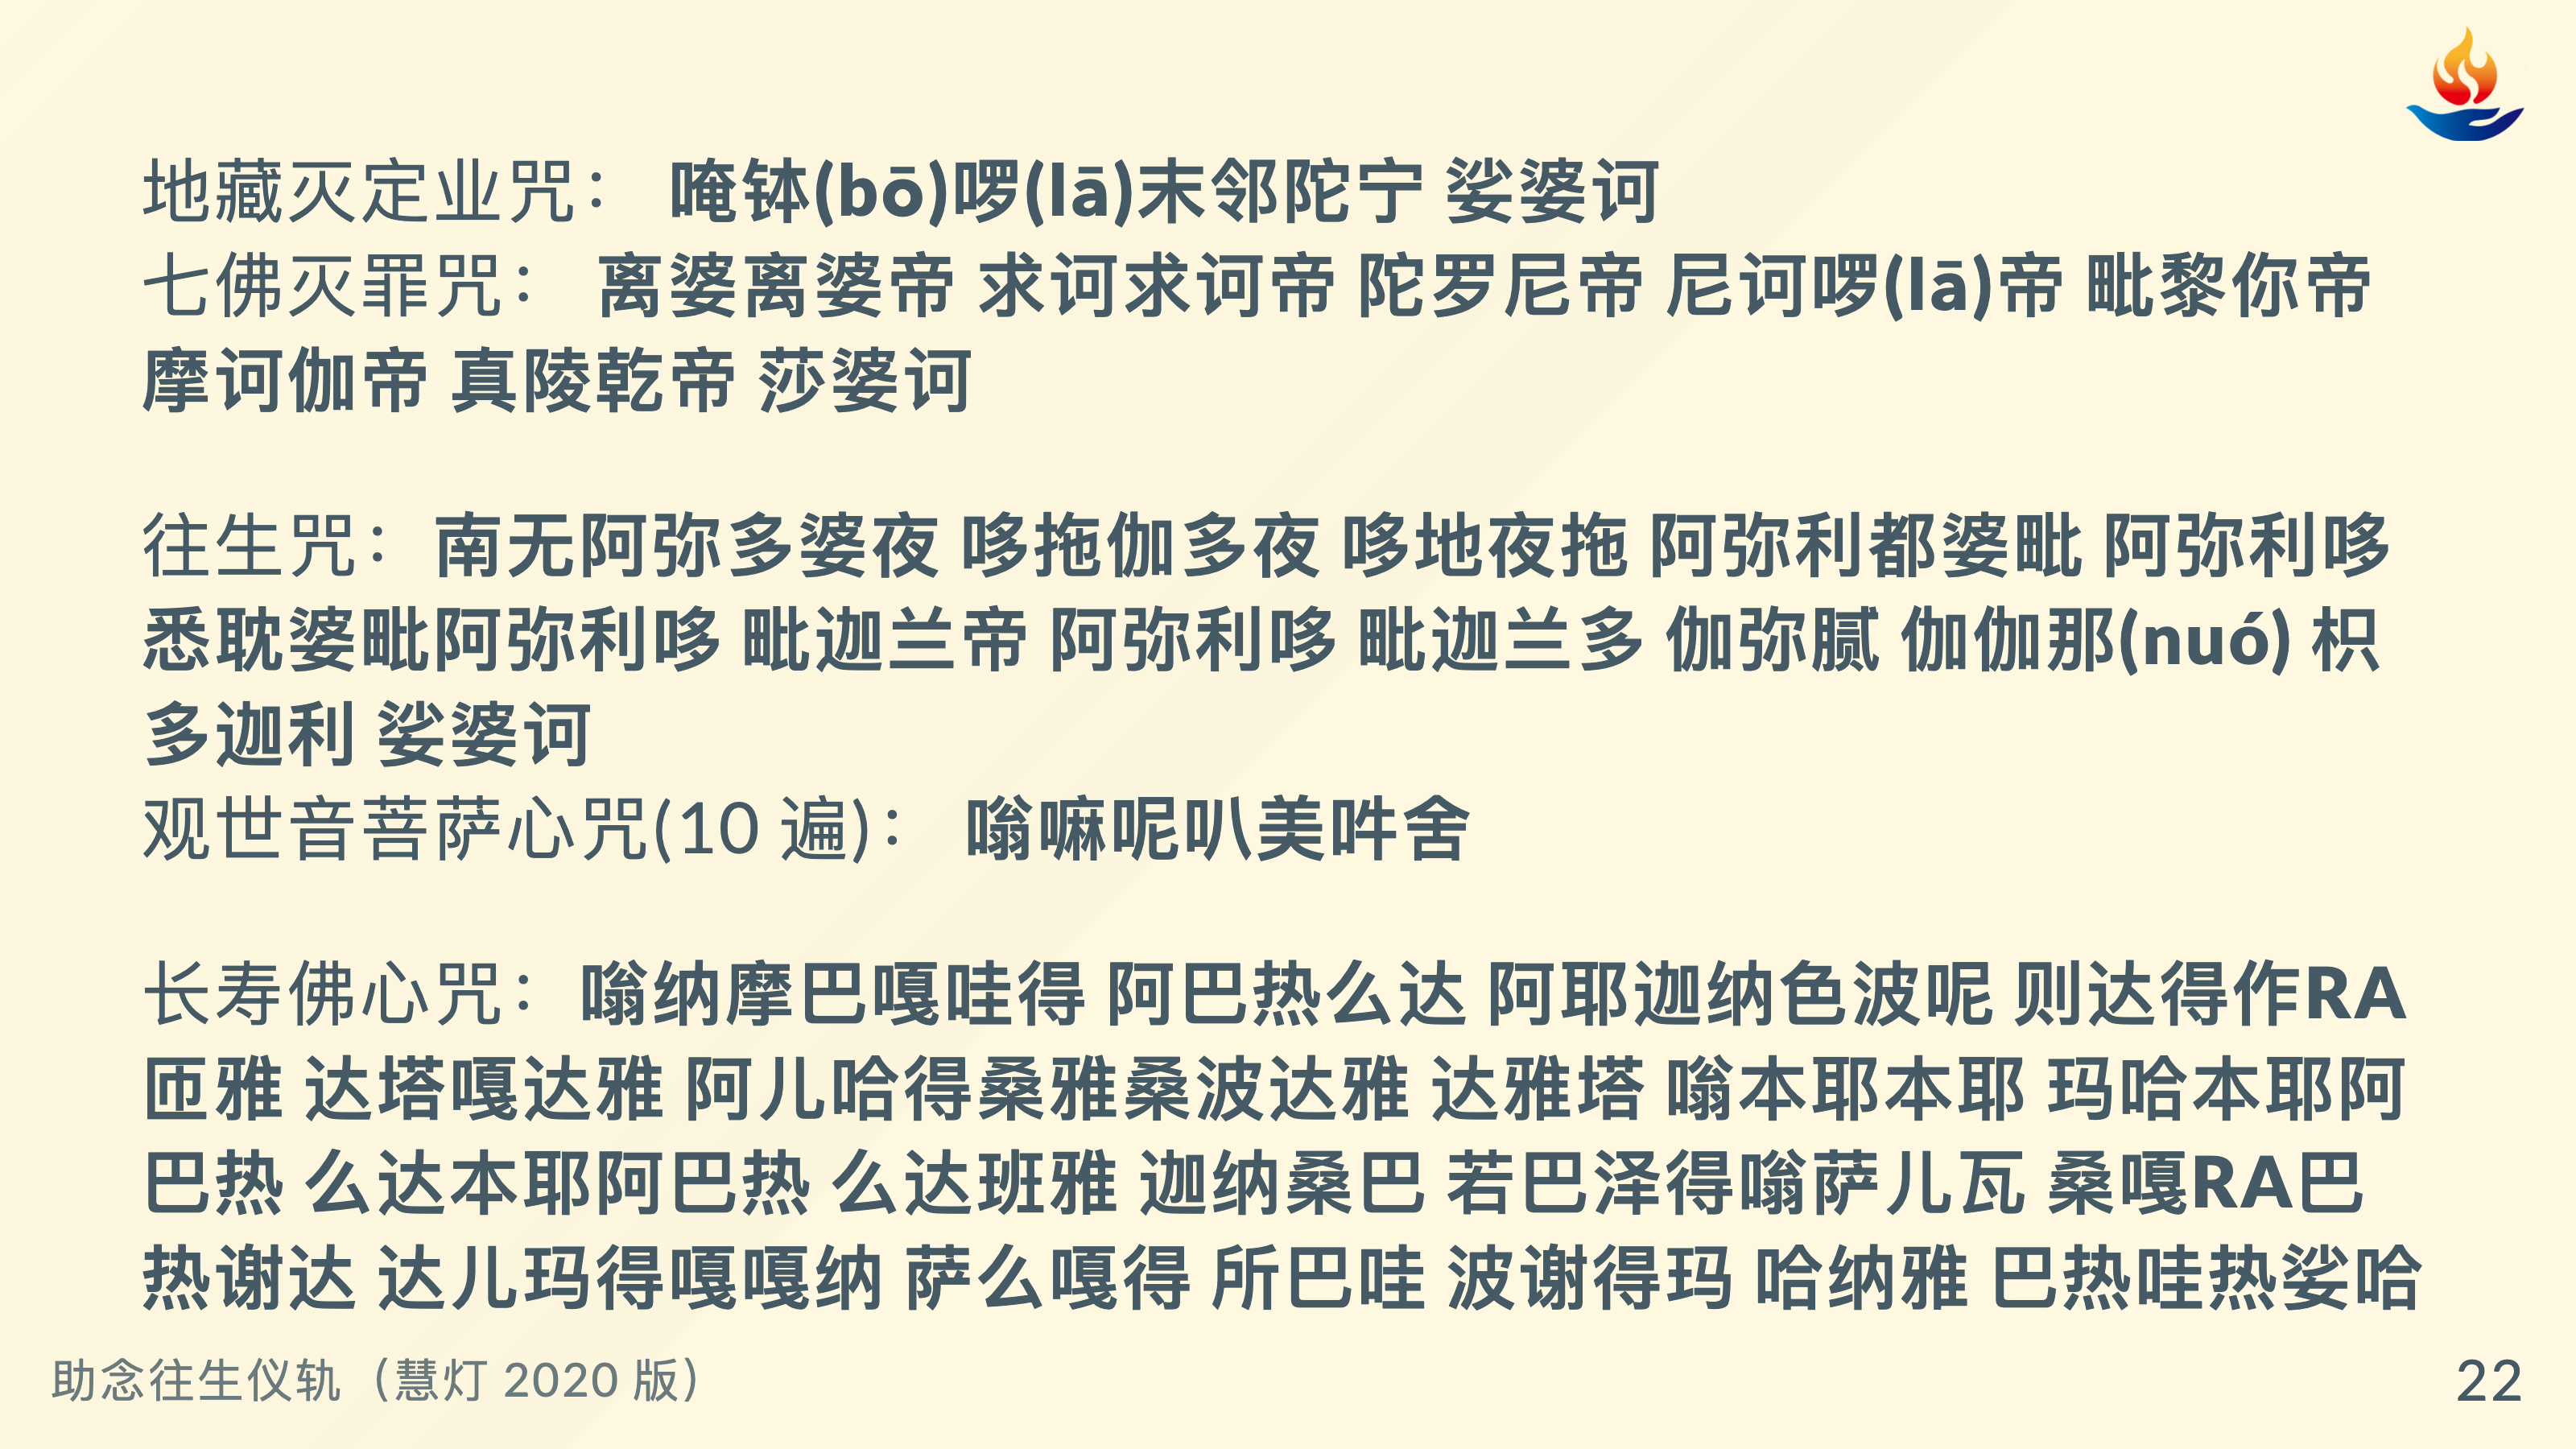 地藏灭定业咒： 唵钵(bō)啰(lā)末邻陀宁 娑婆诃
七佛灭罪咒： 离婆离婆帝 求诃求诃帝 陀罗尼帝 尼诃啰(lā)帝 毗黎你帝
摩诃伽帝 真陵乾帝 莎婆诃
往生咒：南无阿弥多婆夜 哆拖伽多夜 哆地夜拖 阿弥利都婆毗 阿弥利哆
悉耽婆毗阿弥利哆 毗迦兰帝 阿弥利哆 毗迦兰多 伽弥腻 伽伽那(nuó) 枳
多迦利 娑婆诃
观世音菩萨心咒(10 遍)： 嗡嘛呢叭美吽舍
长寿佛心咒：嗡纳摩巴嘎哇得 阿巴热么达 阿耶迦纳色波呢 则达得作RA
匝雅 达塔嘎达雅 阿儿哈得桑雅桑波达雅 达雅塔 嗡本耶本耶 玛哈本耶阿
巴热 么达本耶阿巴热 么达班雅 迦纳桑巴 若巴泽得嗡萨儿瓦 桑嘎RA巴
热谢达 达儿玛得嘎嘎纳 萨么嘎得 所巴哇 波谢得玛 哈纳雅 巴热哇热娑哈
助念往生仪轨（慧灯 2020 版）
22